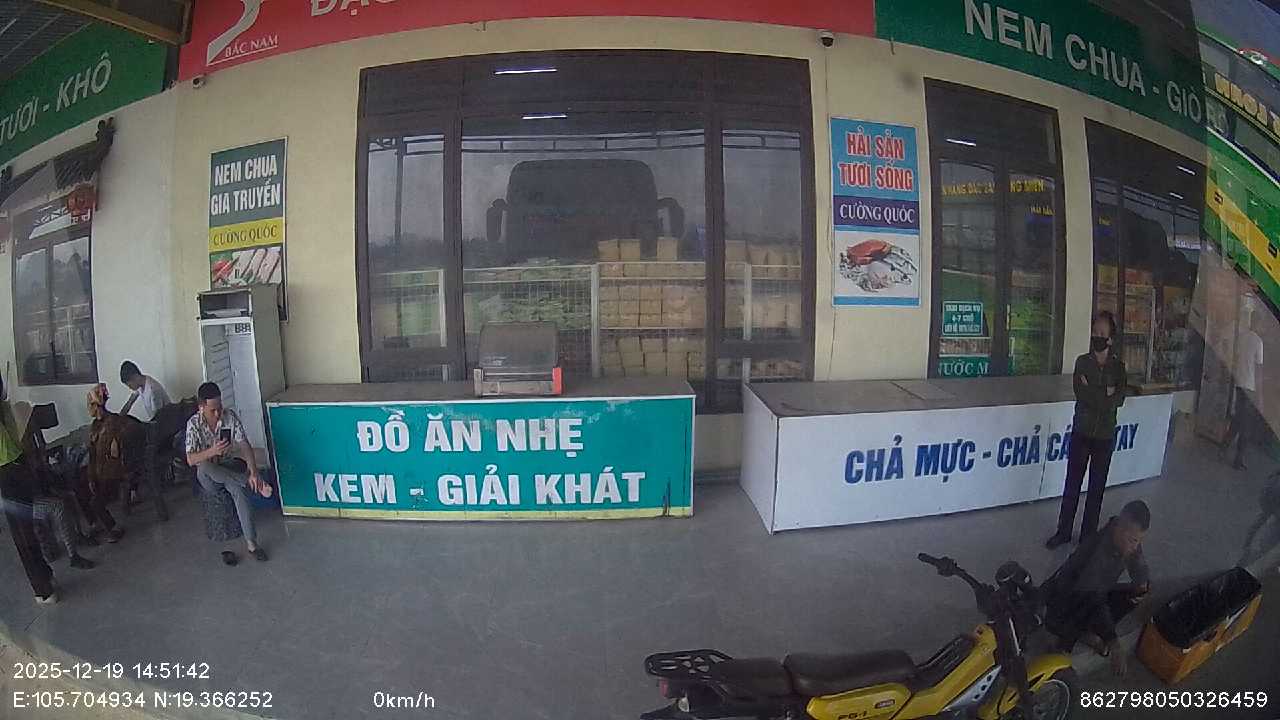 BẮC NAM
NEM CHUA - GIÒ
TƯƠI - KHÔ
NEM CHUA
GIA TRUYỀN
CƯỜNG QUỐC
HẢI SẢN
TƯƠI SỐNG
CƯỜNG QUỐC
ĐỒ ĂN NHẸ
KEM - GIẢI KHÁT
CHẢ MỰC - CHẢ CÁ TAY
2025-12-19 14:51:42
E:105.704934 N:19.366252
0km/h
862798050326459